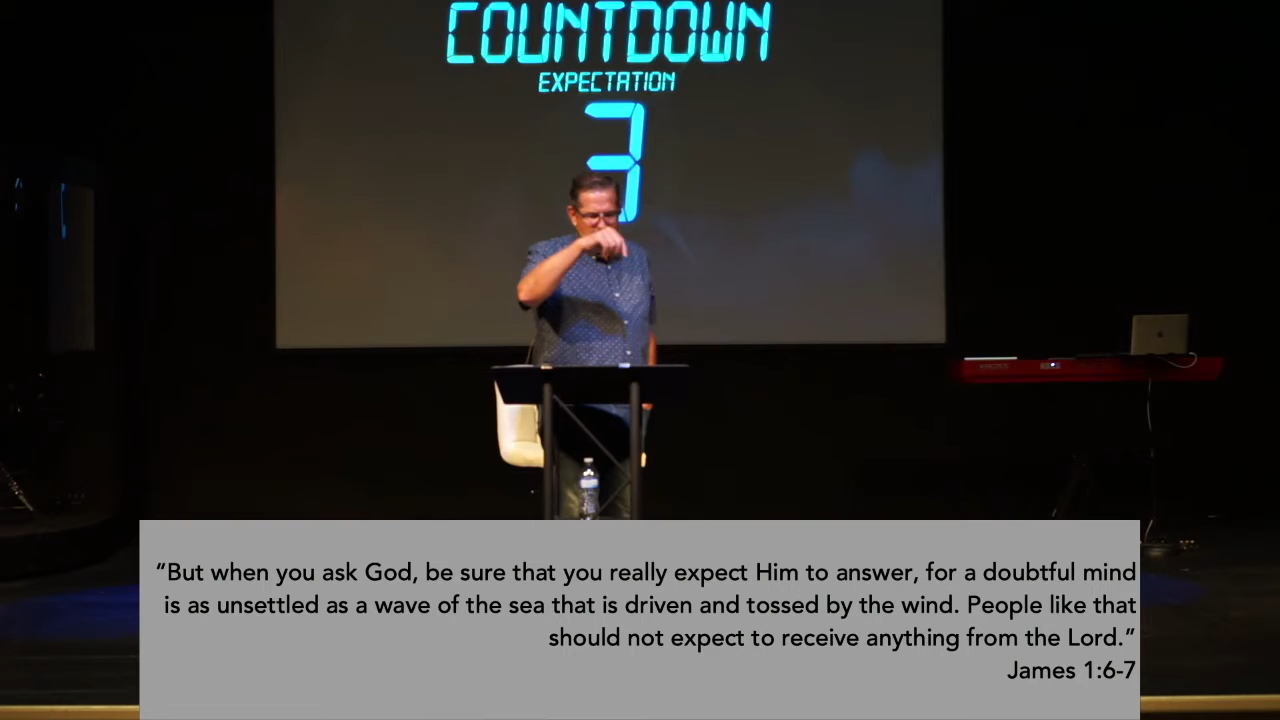 COUNTDOWN
EXPECTATION
3
“But when you ask God, be sure that you really expect Him to answer, for a doubtful mind
is as unsettled as a wave of the sea that is driven and tossed by the wind. People like that
should not expect to receive anything from the Lord.”
James 1:6-7